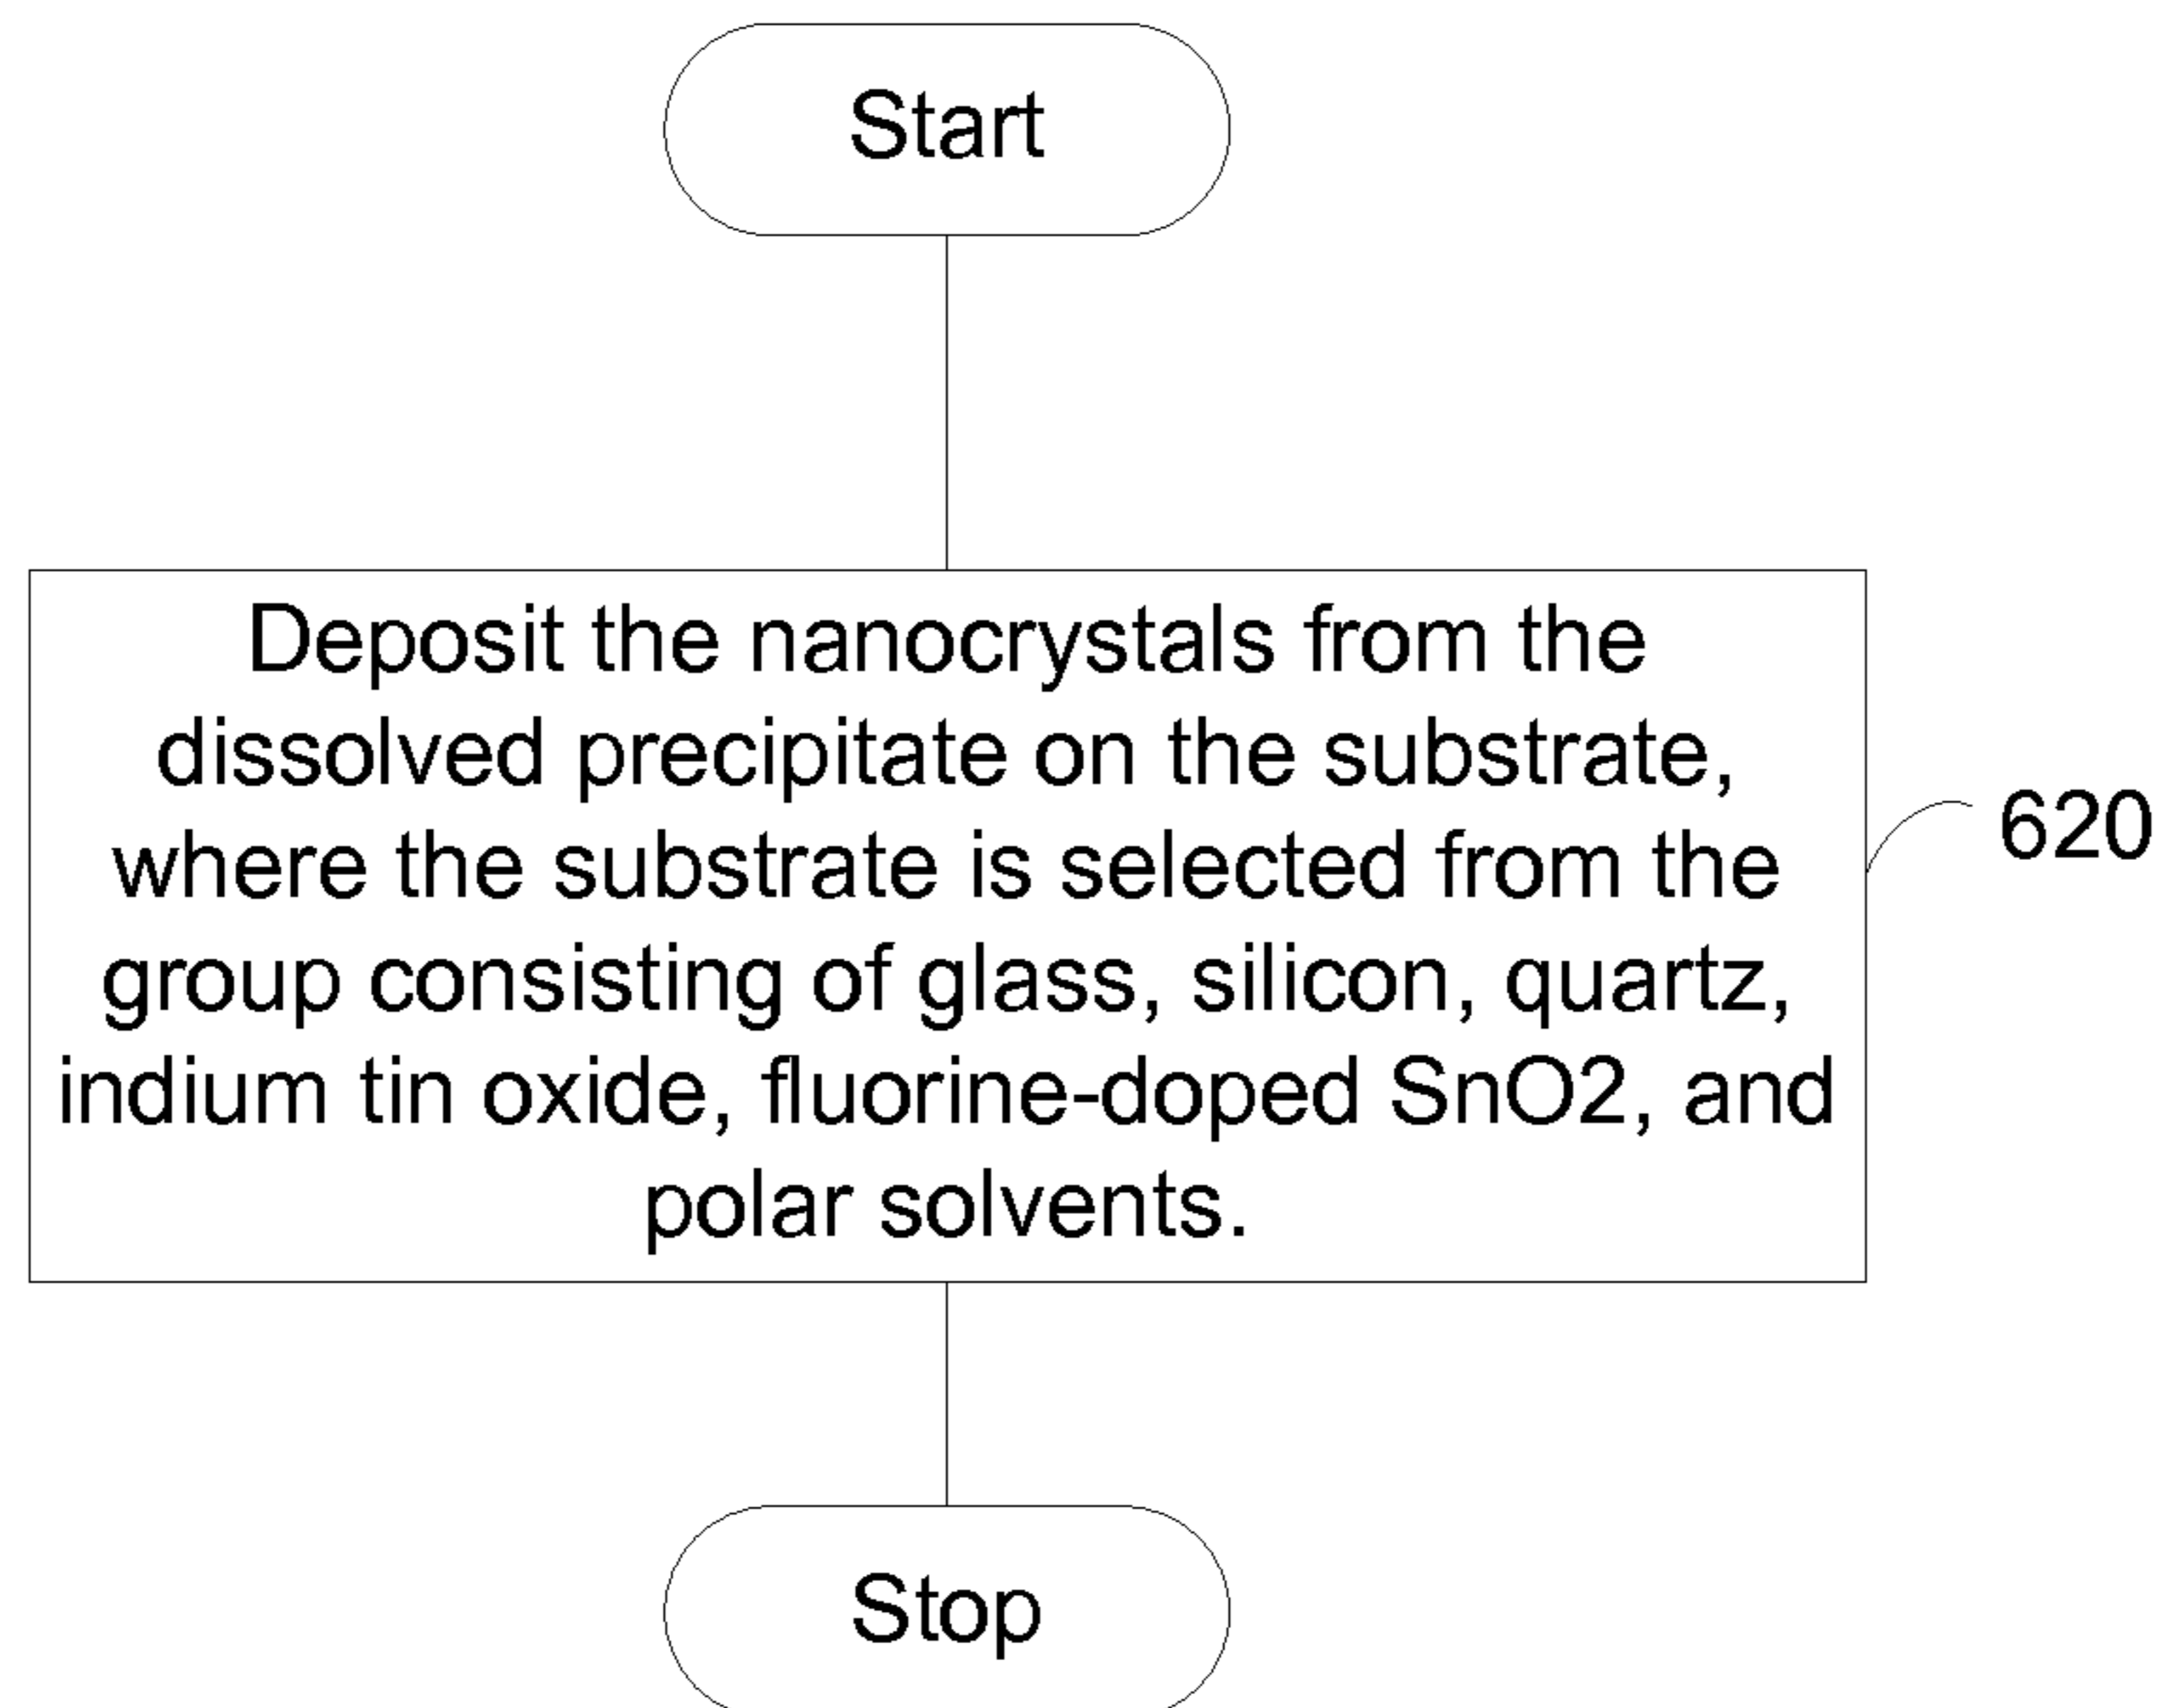 Start
Deposit the nanocrystals from the
dissolved precipitate on the substrate,
where the substrate is selected from the
group consisting of glass, silicon, quartz,
indium tin oxide, fluorine-doped SnO2, and
polar solvents.
620
Stop